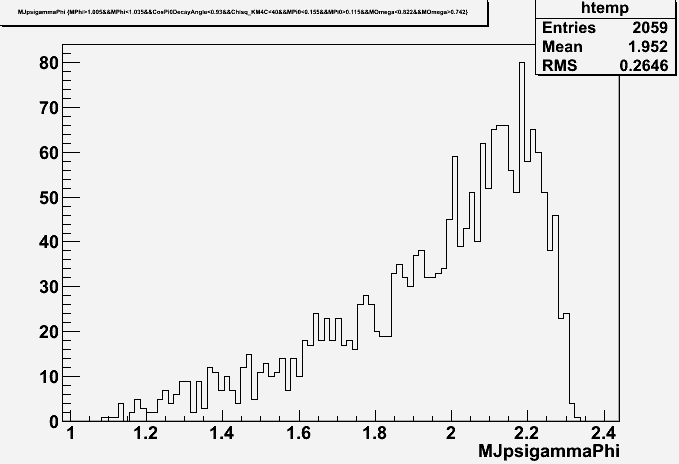 MJpsigammaPhi {MPhi>1.005&&MPhi<1.035&&CosPi0DecayAngle<0.93&&Chisq_KM4C<40&&MPi0<0.155&&MPi0>0.115&&MOmega<0.822&&MOmega>0.742}
htemp
Entries 2059
Mean 1.952
RMS 0.2646
80
70
60
50
40
30
20
10
0
1 1.2 1.4 1.6 1.8 2 2.2 2.4
MJpsigammaPhi